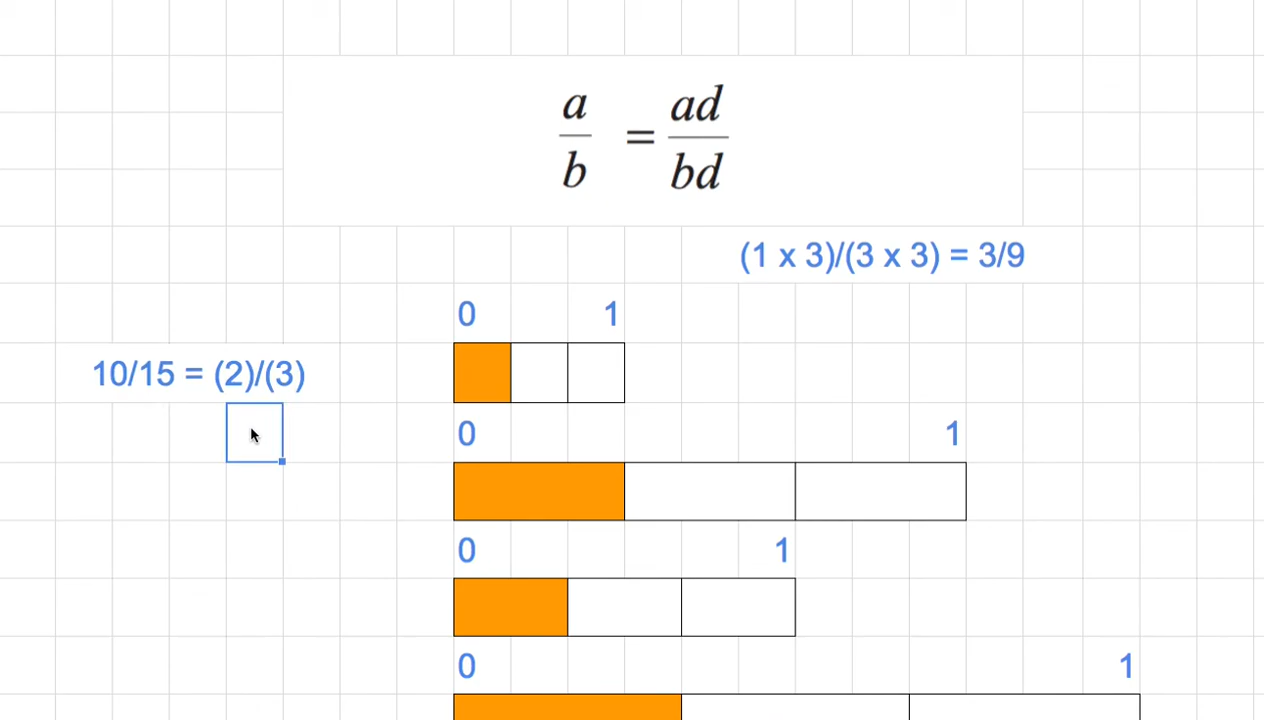 a/b = ad/bd
(1 x 3)/(3 x 3) = 3/9
0 1
10/15 = (2)/(3)
0 1
0 1
0 1